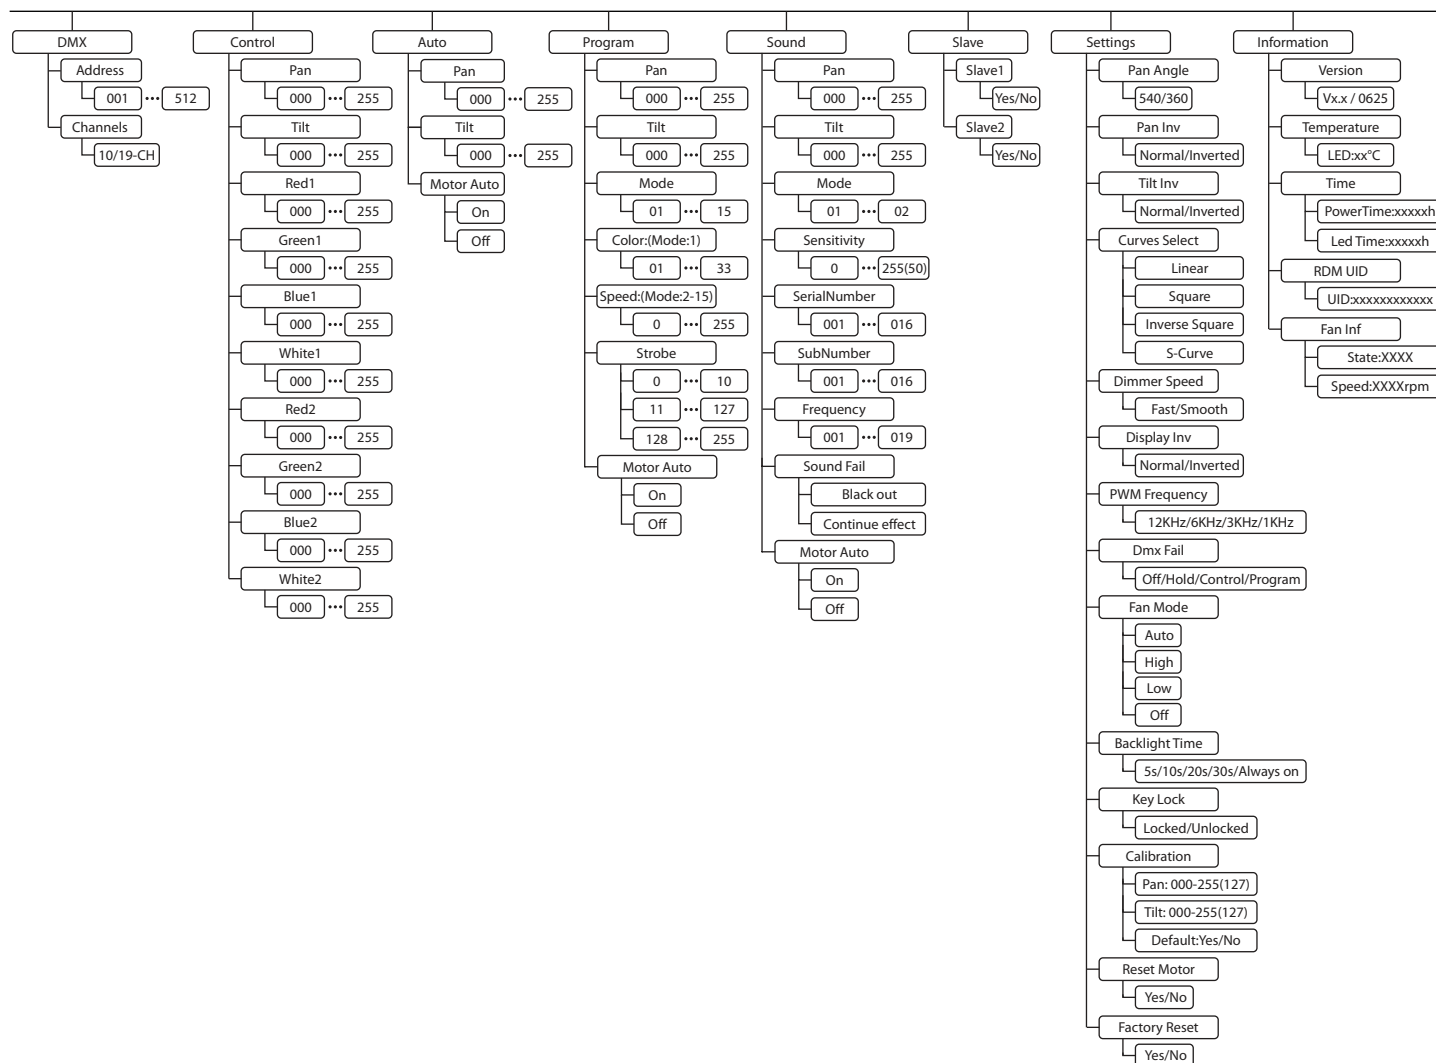 DMX
Address
001 ••• 512
Channels
10/19-CH
Control
Pan
000 ••• 255
Tilt
000 ••• 255
Red1
000 ••• 255
Green1
000 ••• 255
Blue1
000 ••• 255
White1
000 ••• 255
Red2
000 ••• 255
Green2
000 ••• 255
Blue2
000 ••• 255
White2
000 ••• 255
Auto
Pan
000 ••• 255
Tilt
000 ••• 255
Motor Auto
On
Off
Program
Pan
000 ••• 255
Tilt
000 ••• 255
Mode
01 ••• 15
Color:(Mode:1)
01 ••• 33
Speed:(Mode:2-15)
0 ••• 255
Strobe
0 ••• 10
11 ••• 127
128 ••• 255
Motor Auto
On
Off
Sound
Pan
000 ••• 255
Tilt
000 ••• 255
Mode
01 ••• 02
Sensitivity
0 ••• 255(50)
SerialNumber
001 ••• 016
SubNumber
001 ••• 016
Frequency
001 ••• 019
Sound Fail
Black out
Continue effect
Motor Auto
On
Off
Slave
Slave1
Yes/No
Slave2
Yes/No
Settings
Pan Angle
540/360
Pan Inv
Normal/Inverted
Tilt Inv
Normal/Inverted
Curves Select
Linear
Square
Inverse Square
S-Curve
Dimmer Speed
Fast/Smooth
Display Inv
Normal/Inverted
PWM Frequency
12KHz/6KHz/3KHz/1KHz
Dmx Fail
Off/Hold/Control/Program
Fan Mode
Auto
High
Low
Off
Backlight Time
5s/10s/20s/30s/Always on
Key Lock
Locked/Unlocked
Calibration
Pan: 000-255(127)
Tilt: 000-255(127)
Default:Yes/No
Reset Motor
Yes/No
Factory Reset
Yes/No
Information
Version
Vx.x / 0625
Temperature
LED:xx°C
Time
PowerTime:xxxxxh
Led Time:xxxxxh
RDM UID
UID:xxxxxxxxxxxx
Fan Inf
State:XXXX
Speed:XXXXrpm